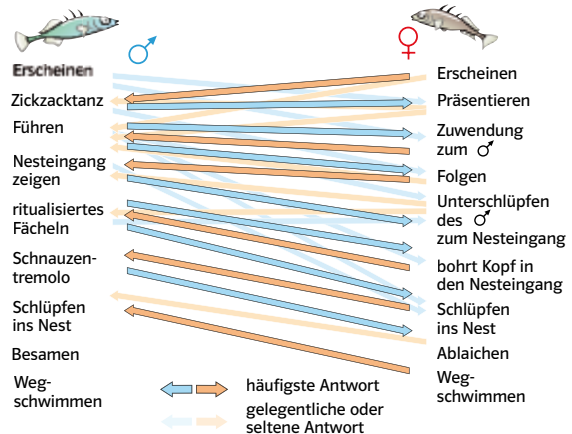 ♂
♀
Erscheinen
Zickzacktanz
Führen
Nesteingang
zeigen
ritualisiertes
Fächeln
Schnauzen-
tremolo
Schlüpfen
ins Nest
Besamen
Weg-
schwimmen
Erscheinen
Präsentieren
Zuwendung
zum ♂
Folgen
Unterschlüpfen
des ♂
zum Nesteingang
bohrt Kopf in
den Nesteingang
Schlüpfen
ins Nest
Ablaichen
Weg-
schwimmen
häufigste Antwort
gelegentliche oder
seltene Antwort